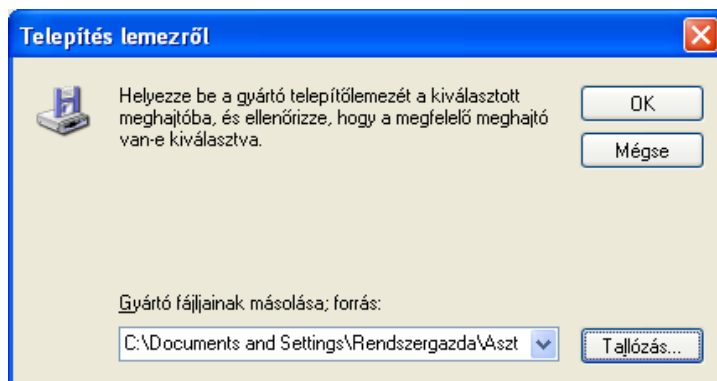 Telepítés lemezről
Helyezze be a gyártó telepítőlemezét a kiválasztott
meghajtóba, és ellenőrizze, hogy a megfelelő meghajtó
van-e kiválasztva.
OK
Mégse
Gyártó fájljainak másolása; forrás:
C:\Documents and Settings\Rendszergazda\Aszt
Tallózás...